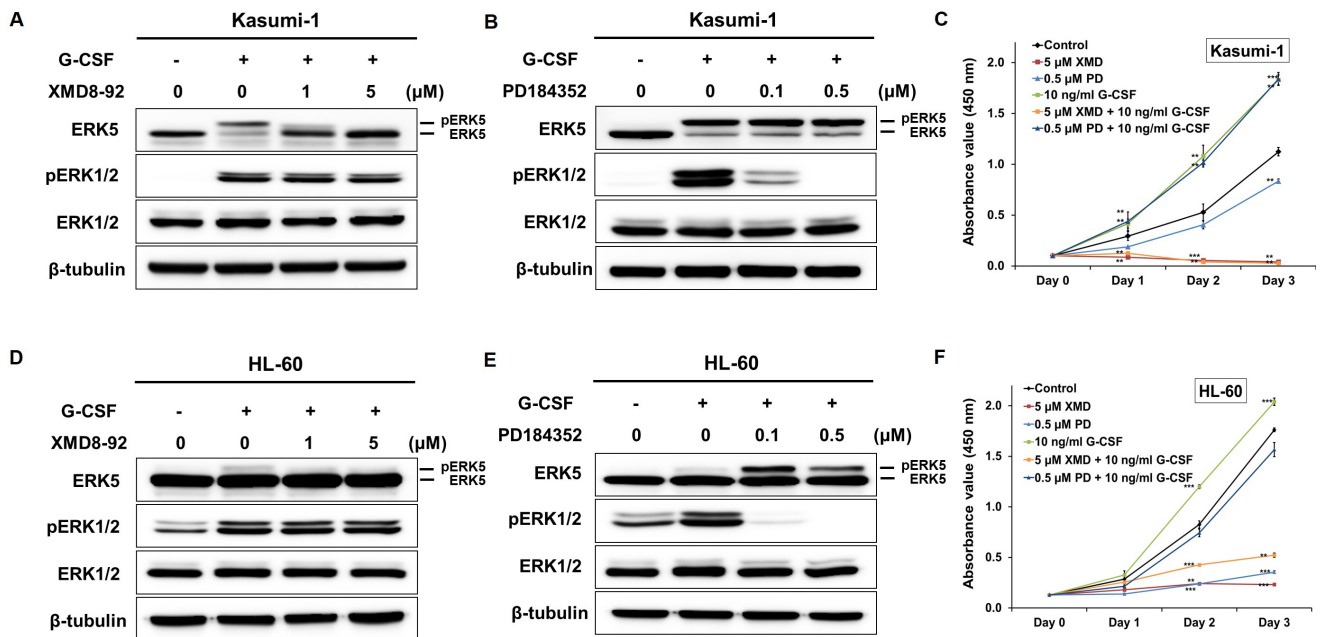 A
Kasumi-1
G-CSF - + + +
XMD8-92 0 0 1 5 (μM)
ERK5
pERK5
ERK5
pERK1/2
ERK1/2
β-tubulin
B
Kasumi-1
G-CSF - + + +
PD184352 0 0 0.1 0.5 (μM)
ERK5
pERK5
ERK5
pERK1/2
ERK1/2
β-tubulin
C
Kasumi-1
Control
5 μM XMD
0.5 μM PD
10 ng/ml G-CSF
5 μM XMD + 10 ng/ml G-CSF
0.5 μM PD + 10 ng/ml G-CSF
Absorbance value (450 nm)
2.0
1.5
1.0
0.5
0.0
** ** *** **
** ** **
** *** **
** ** **
Day 0 Day 1 Day 2 Day 3
D
HL-60
G-CSF - + + +
XMD8-92 0 0 1 5 (μM)
ERK5
pERK5
ERK5
pERK1/2
ERK1/2
β-tubulin
E
HL-60
G-CSF - + + +
PD184352 0 0 0.1 0.5 (μM)
ERK5
pERK5
ERK5
pERK1/2
ERK1/2
β-tubulin
F
HL-60
Control
5 μM XMD
0.5 μM PD
10 ng/ml G-CSF
5 μM XMD + 10 ng/ml G-CSF
0.5 μM PD + 10 ng/ml G-CSF
Absorbance value (450 nm)
2.0
1.5
1.0
0.5
0.0
*** ***
*** **
** ***
*** ***
Day 0 Day 1 Day 2 Day 3